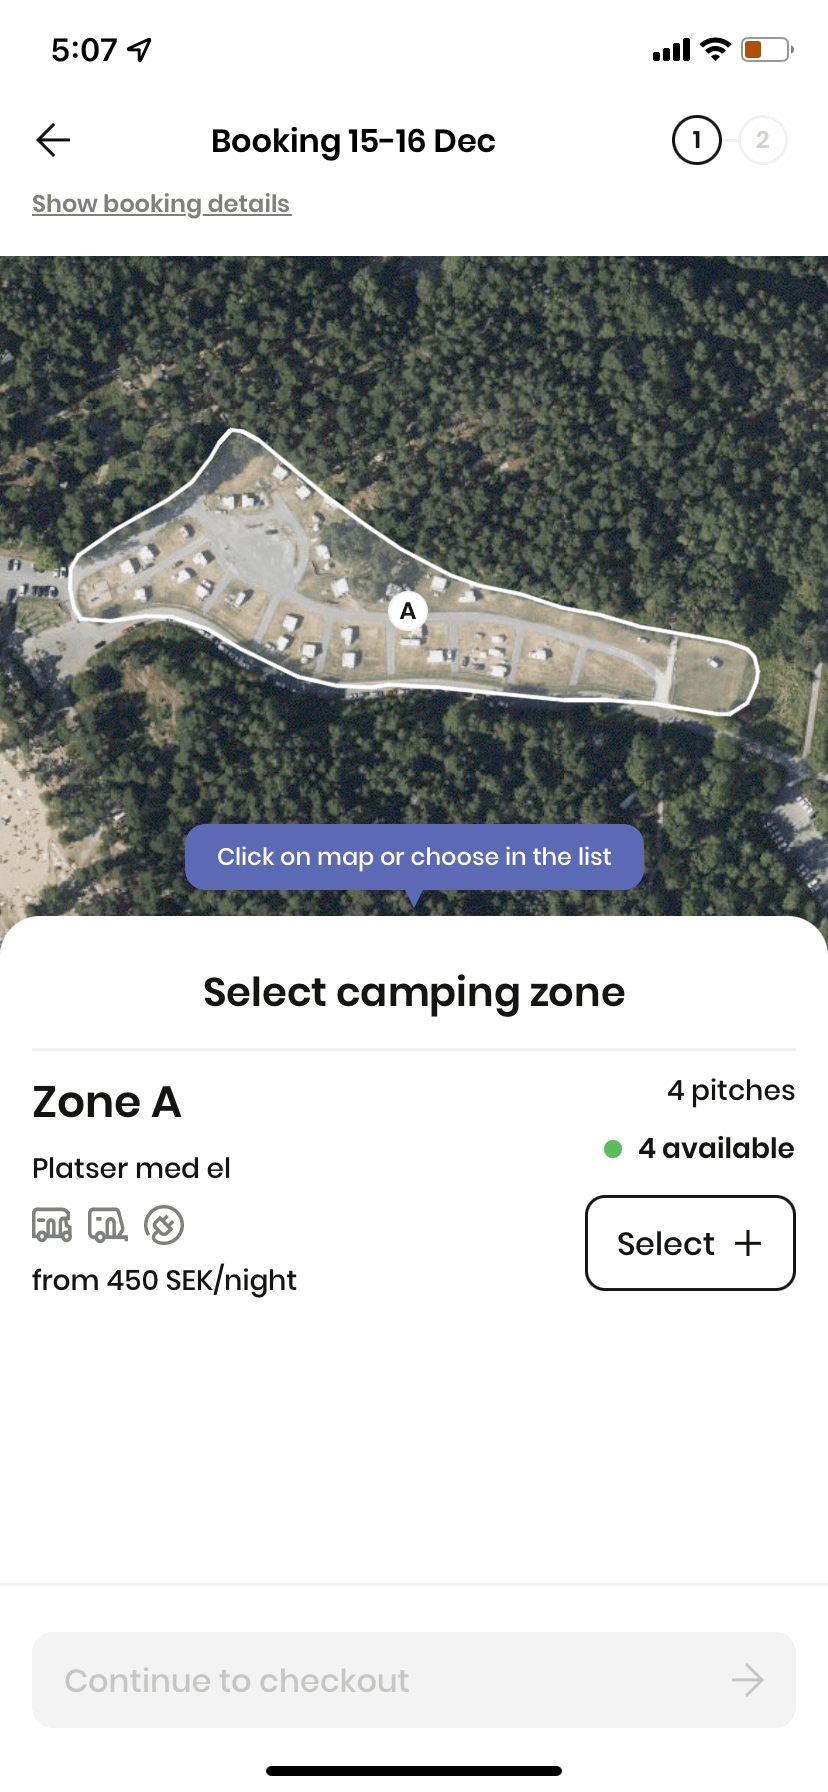 5:07
Booking 15-16 Dec
1
2
Show booking details
A
Click on map or choose in the list
Select camping zone
Zone A
4 pitches
4 available
Platser med el
Select
from 450 SEK/night
Continue to checkout